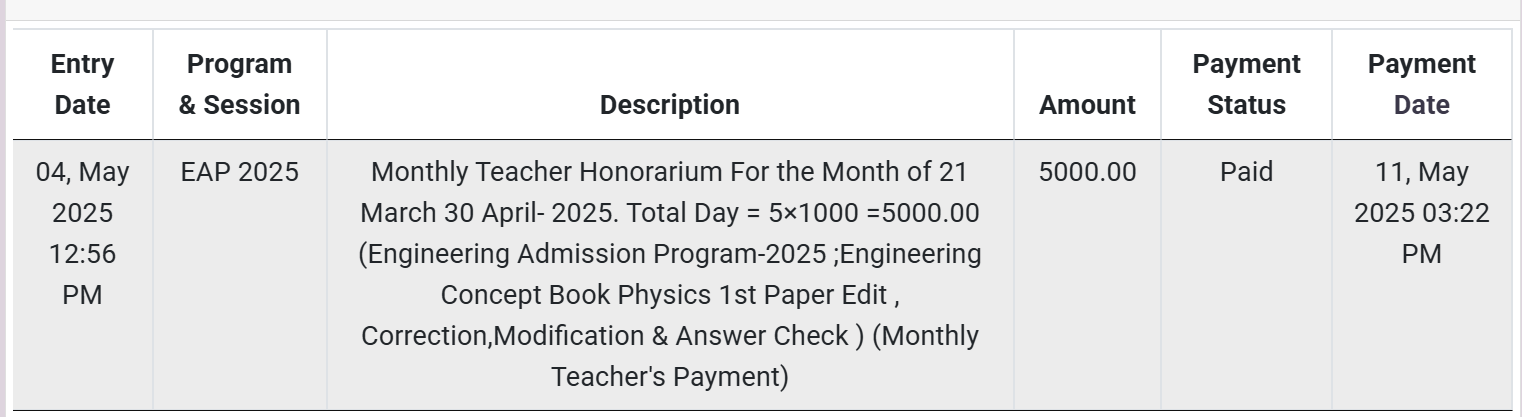 Entry Date
Program & Session
Description
Amount
Payment Status
Payment Date
04, May 2025 12:56 PM
EAP 2025
Monthly Teacher Honorarium For the Month of 21
March 30 April- 2025. Total Day = 5×1000 =5000.00
(Engineering Admission Program-2025 ;Engineering
Concept Book Physics 1st Paper Edit ,
Correction,Modification & Answer Check ) (Monthly
Teacher's Payment)
5000.00
Paid
11, May 2025 03:22 PM